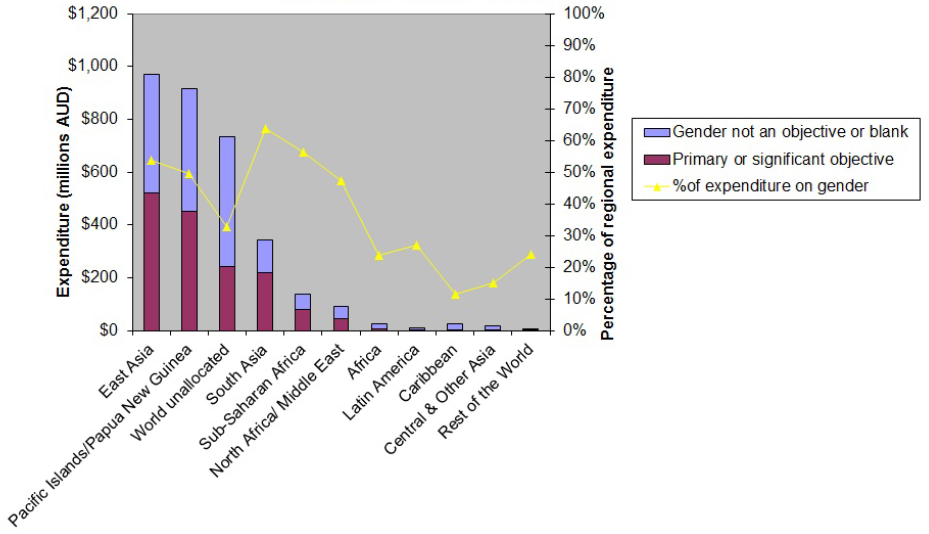 $1,200
$1,000
$800
$600
$400
$200
$0
Expenditure (millions AUD)
100%
90%
80%
70%
60%
50%
40%
30%
20%
10%
0%
Percentage of regional expenditure
East Asia
Pacific Islands/Papua New Guinea
World unallocated
South Asia
Sub-Saharan Africa
North Africa/ Middle East
Africa
Latin America
Caribbean
Central & Other Asia
Rest of the World
Gender not an objective or blank
Primary or significant objective
%of expenditure on gender